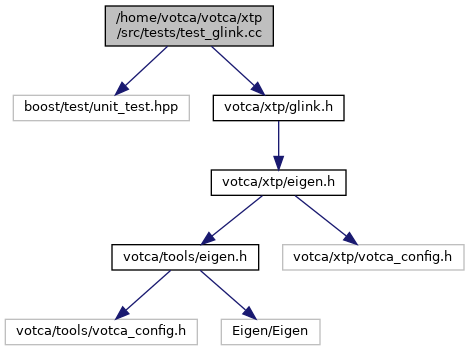 /home/votca/votca/xtp
/src/tests/test_glink.cc
boost/test/unit_test.hpp
votca/xtp/glink.h
votca/xtp/eigen.h
votca/tools/eigen.h
votca/xtp/votca_config.h
votca/tools/votca_config.h
Eigen/Eigen